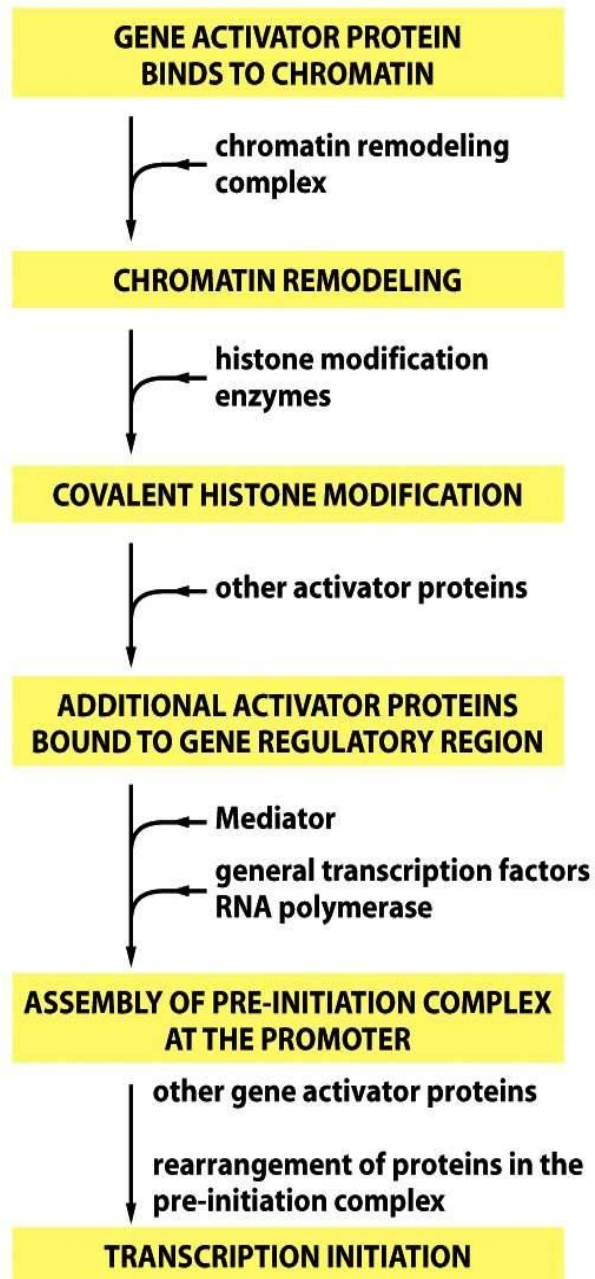 GENE ACTIVATOR PROTEIN
BINDS TO CHROMATIN
chromatin remodeling
complex
CHROMATIN REMODELING
histone modification
enzymes
COVALENT HISTONE MODIFICATION
other activator proteins
ADDITIONAL ACTIVATOR PROTEINS
BOUND TO GENE REGULATORY REGION
Mediator
general transcription factors
RNA polymerase
ASSEMBLY OF PRE-INITIATION COMPLEX
AT THE PROMOTER
other gene activator proteins
rearrangement of proteins in the
pre-initiation complex
TRANSCRIPTION INITIATION